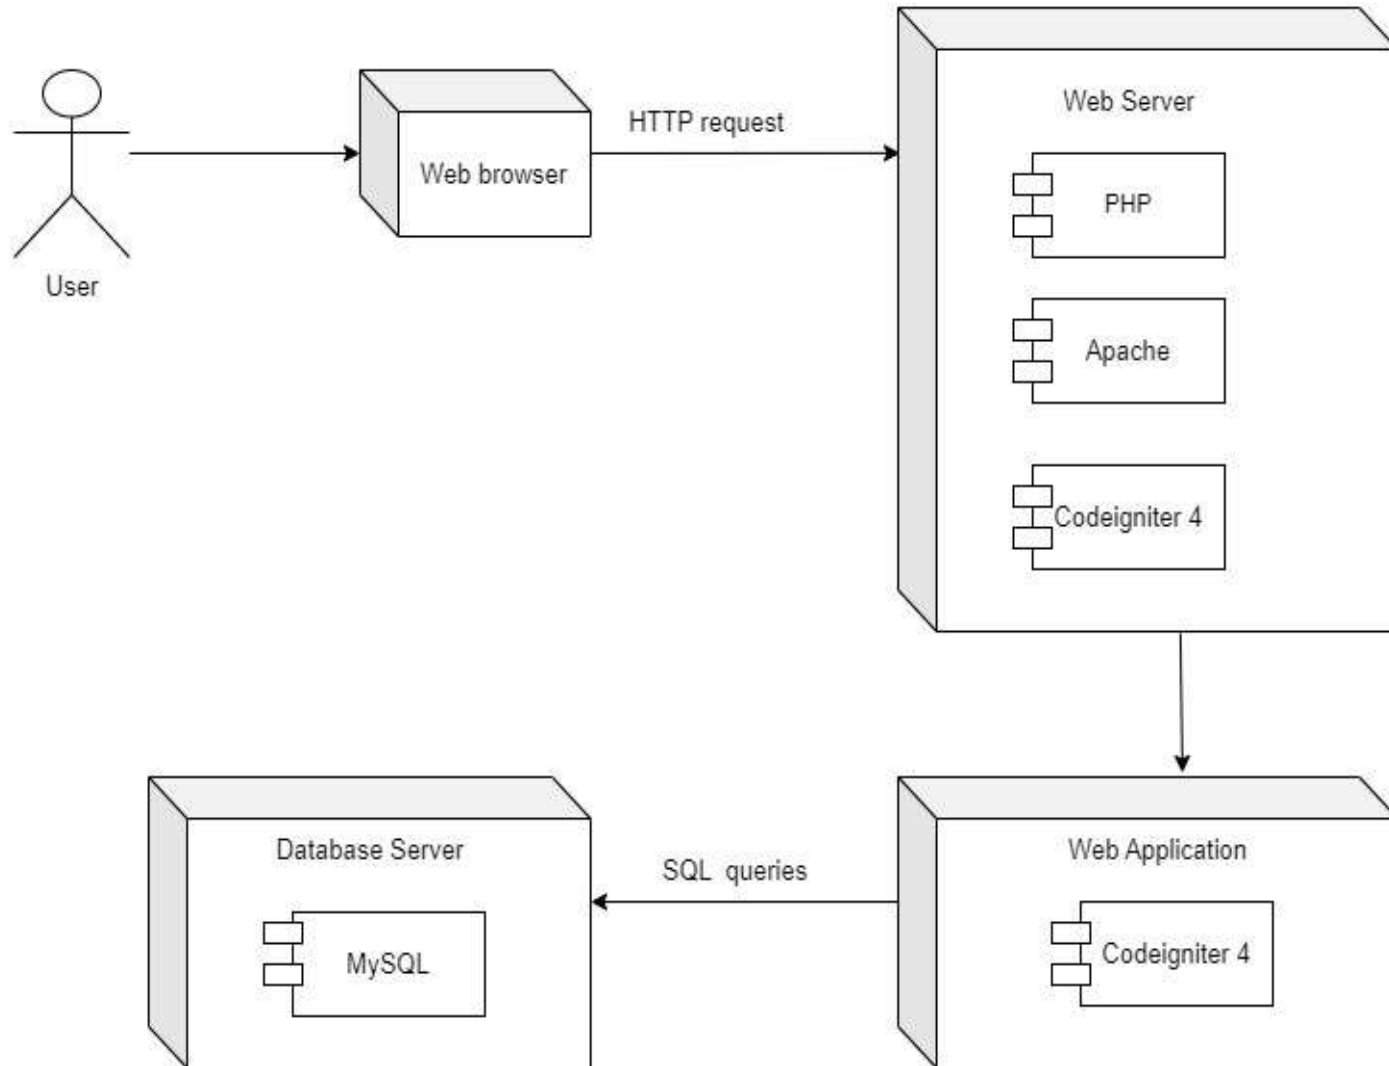 Web Server
HTTP request
Web browser
PHP
User
Apache
Codeigniter 4
Database Server
SQL queries
Web Application
MySQL
Codeigniter 4